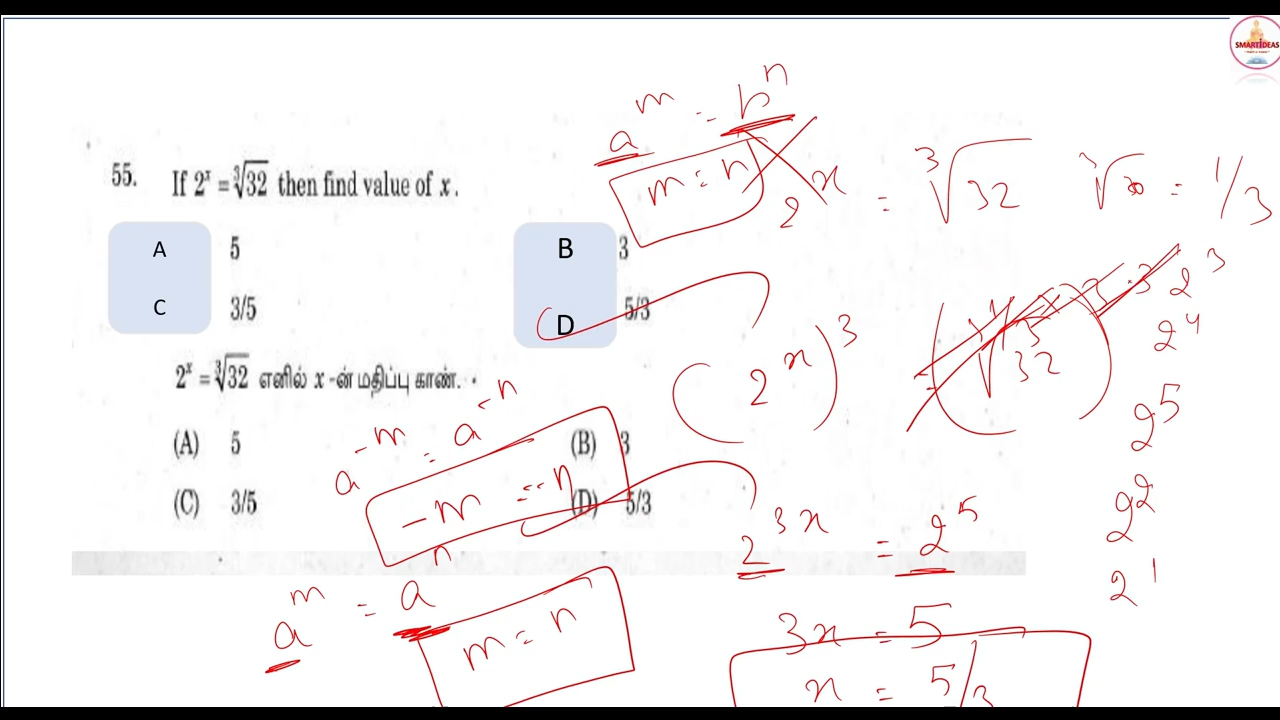 SMARTIDEAS
55. If 2ˣ = ∛32 then find value of x.
A 5 B 3
C 3/5 D 5/3
2ˣ = ∛32 எனில் x -ன் மதிப்பு காண்.
(A) 5 (B) 3
(C) 3/5 (D) 5/3
aᵐ = bⁿ
m = n
2ˣ = ∛32
= 1/3
(2ˣ)³ = (∛32)
2³
2⁴
2⁵
2²
2¹
a⁻ᵐ = a⁻ⁿ
-m = -n
aᵐ = aⁿ
m = n
2³ˣ = 2⁵
3x = 5
x = 5/3